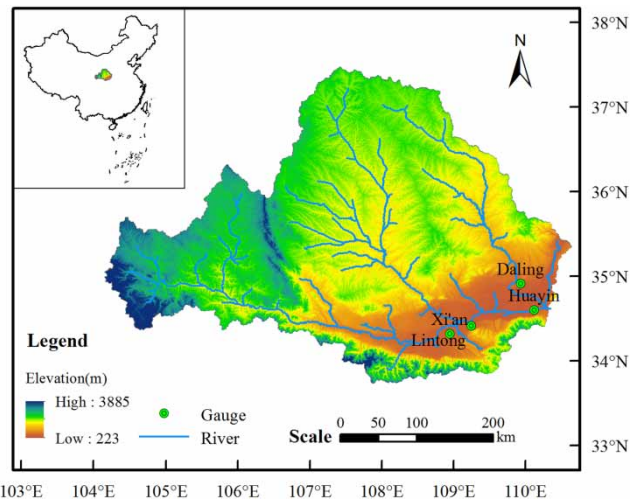 N
38°N
37°N
36°N
35°N
34°N
33°N
Daling
Huayin
Xi'an
Lintong
Legend
Elevation(m)
High : 3885
Low : 223
Gauge
River
Scale
0 50 100 200
km
103°E 104°E 105°E 106°E 107°E 108°E 109°E 110°E